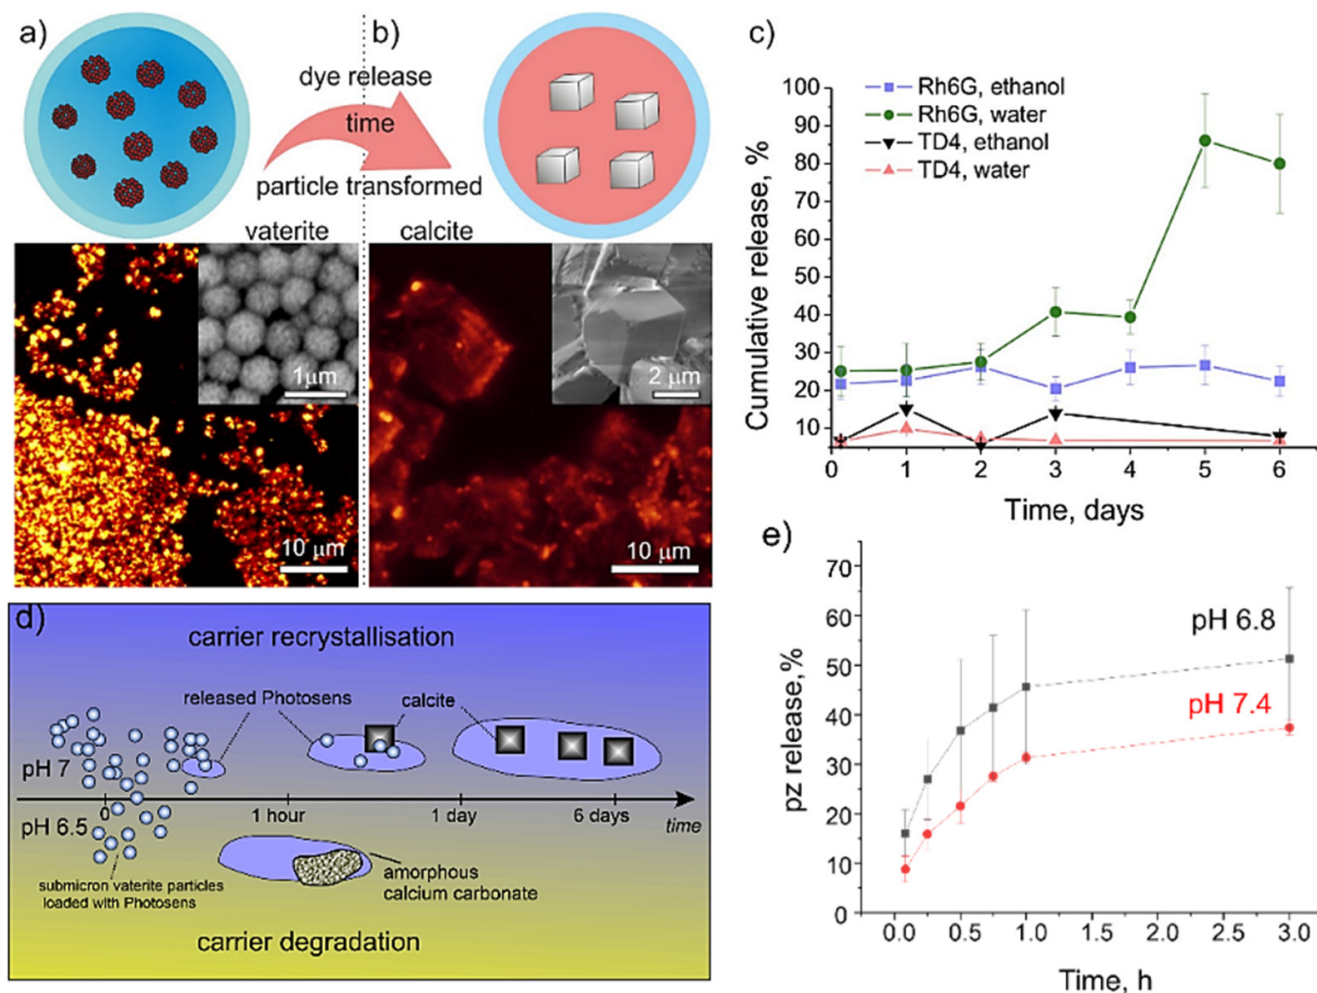 a)
b)
dye release
time
particle transformed
vaterite
calcite
1μm
10 μm
2 μm
10 μm
c)
Cumulative release, %
100
90
80
70
60
50
40
30
20
10
Rh6G, ethanol
Rh6G, water
TD4, ethanol
TD4, water
0
1
2
3
4
5
6
Time, days
d)
carrier recrystallisation
released Photosens
calcite
pH 7
0
1 hour
1 day
6 days
time
pH 6.5
submicron vaterite particles
loaded with Photosens
amorphous
calcium carbonate
carrier degradation
e)
pz release,%
70
60
50
40
30
20
10
0
pH 6.8
pH 7.4
0.0
0.5
1.0
1.5
2.0
2.5
3.0
Time, h